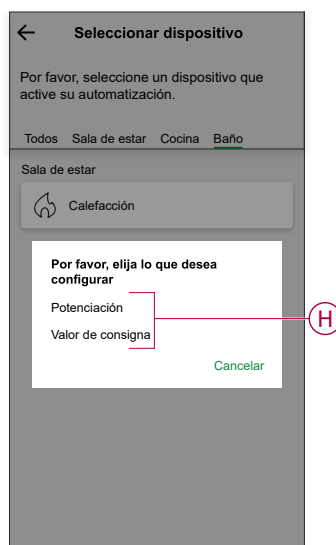 Seleccionar dispositivo
Por favor, seleccione un dispositivo que
active su automatización.
Todos Sala de estar Cocina Baño
Sala de estar
Calefacción
Por favor, elija lo que desea
configurar
Potenciación
Valor de consigna
H
Cancelar